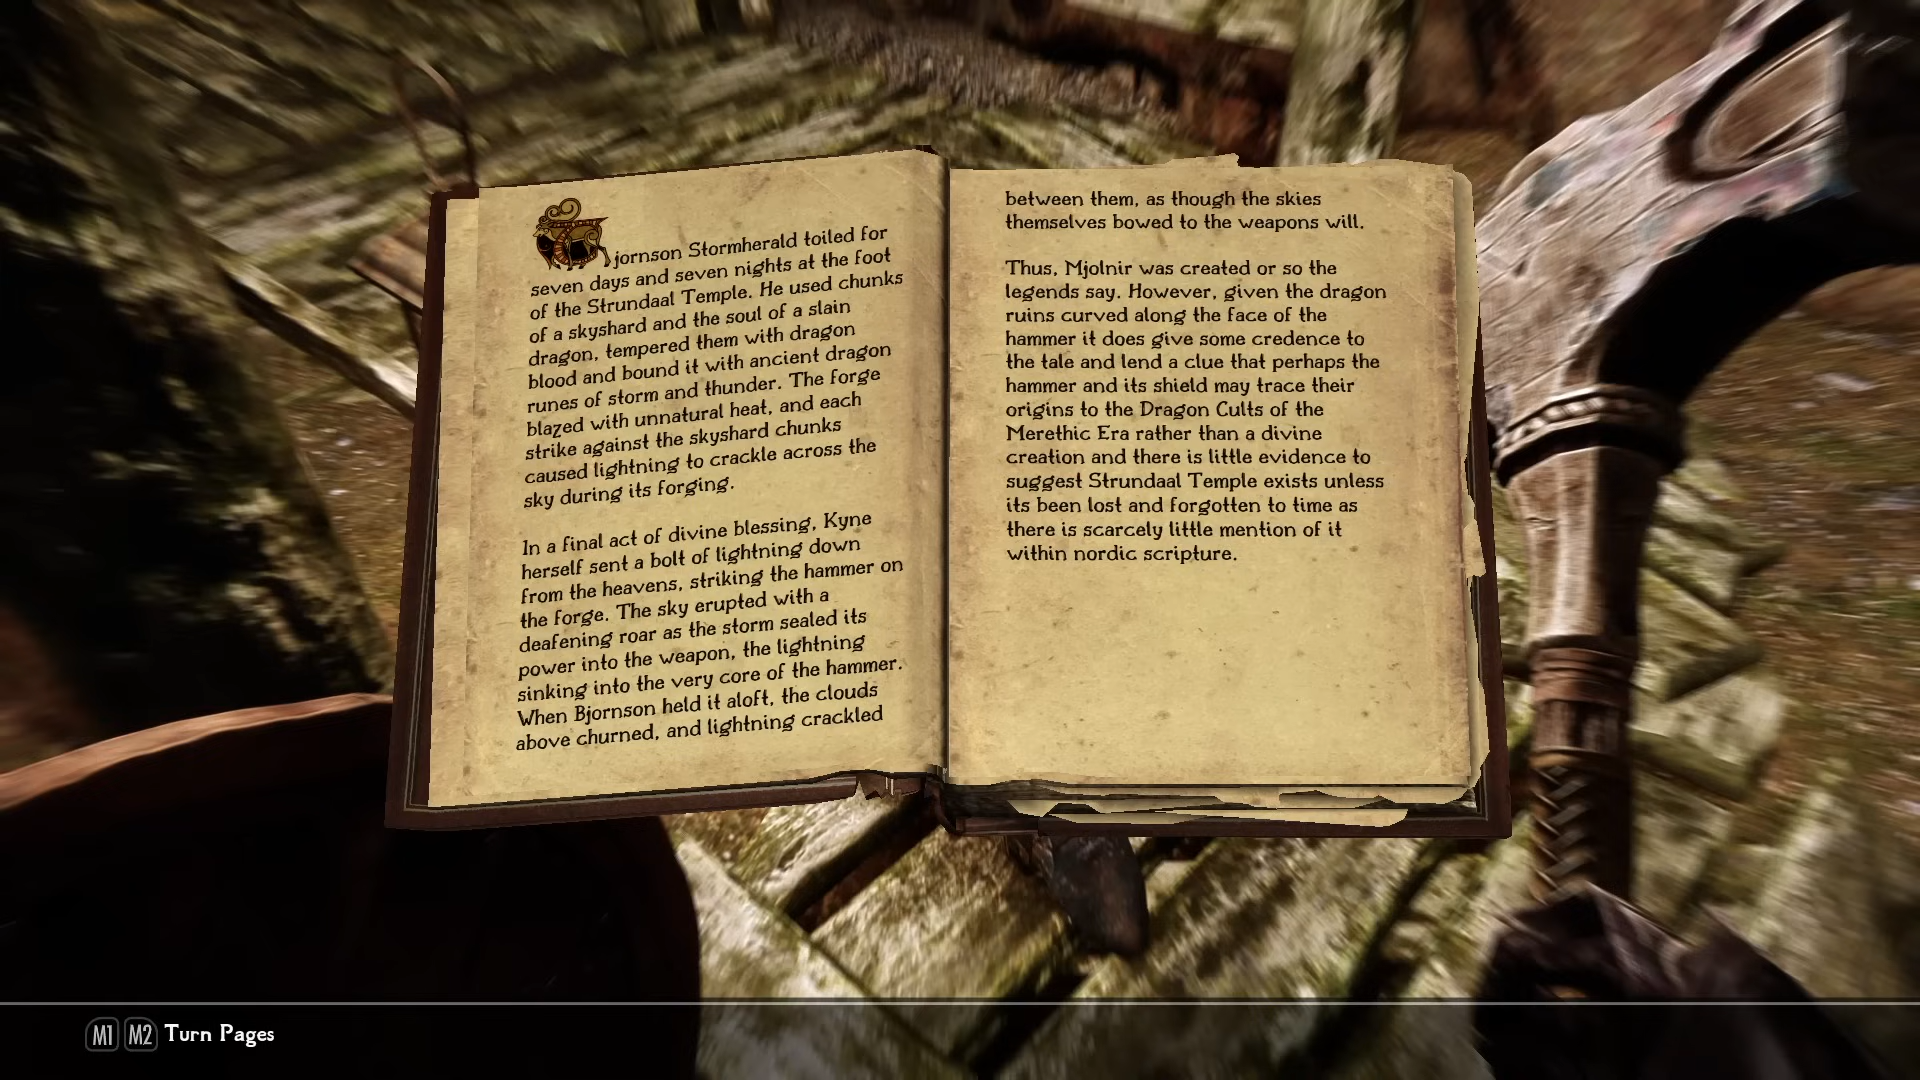 Bjornson Stormherald toiled for
seven days and seven nights at the foot
of the Strundaal Temple. He used chunks
of a skyshard and the soul of a slain
dragon, tempered them with dragon
blood and bound it with ancient dragon
runes of storm and thunder. The forge
blazed with unnatural heat, and each
strike against the skyshard chunks
caused lightning to crackle across the
sky during its forging.
In a final act of divine blessing, Kyne
herself sent a bolt of lightning down
from the heavens, striking the hammer on
the forge. The sky erupted with a
deafening roar as the storm sealed its
power into the weapon, the lightning
sinking into the very core of the hammer.
When Bjornson held it aloft, the clouds
above churned, and lightning crackled
between them, as though the skies
themselves bowed to the weapons will.
Thus, Mjolnir was created or so the
legends say. However, given the dragon
ruins curved along the face of the
hammer it does give some credence to
the tale and lend a clue that perhaps the
hammer and its shield may trace their
origins to the Dragon Cults of the
Merethic Era rather than a divine
creation and there is little evidence to
suggest Strundaal Temple exists unless
its been lost and forgotten to time as
there is scarcely little mention of it
within nordic scripture.
M1 M2 Turn Pages